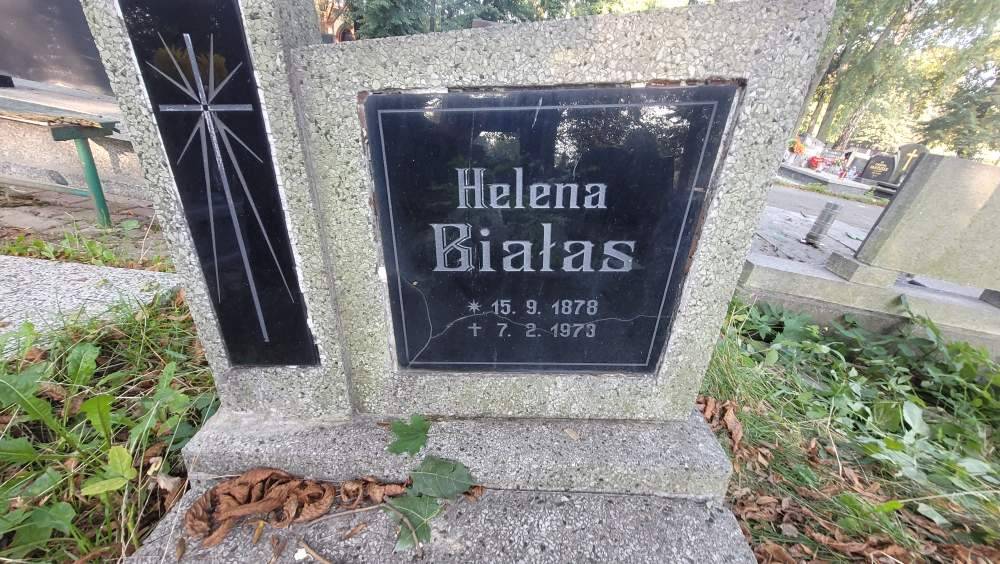 Helena
Białas
* 15. 9. 1878
✝ 7. 2. 1973